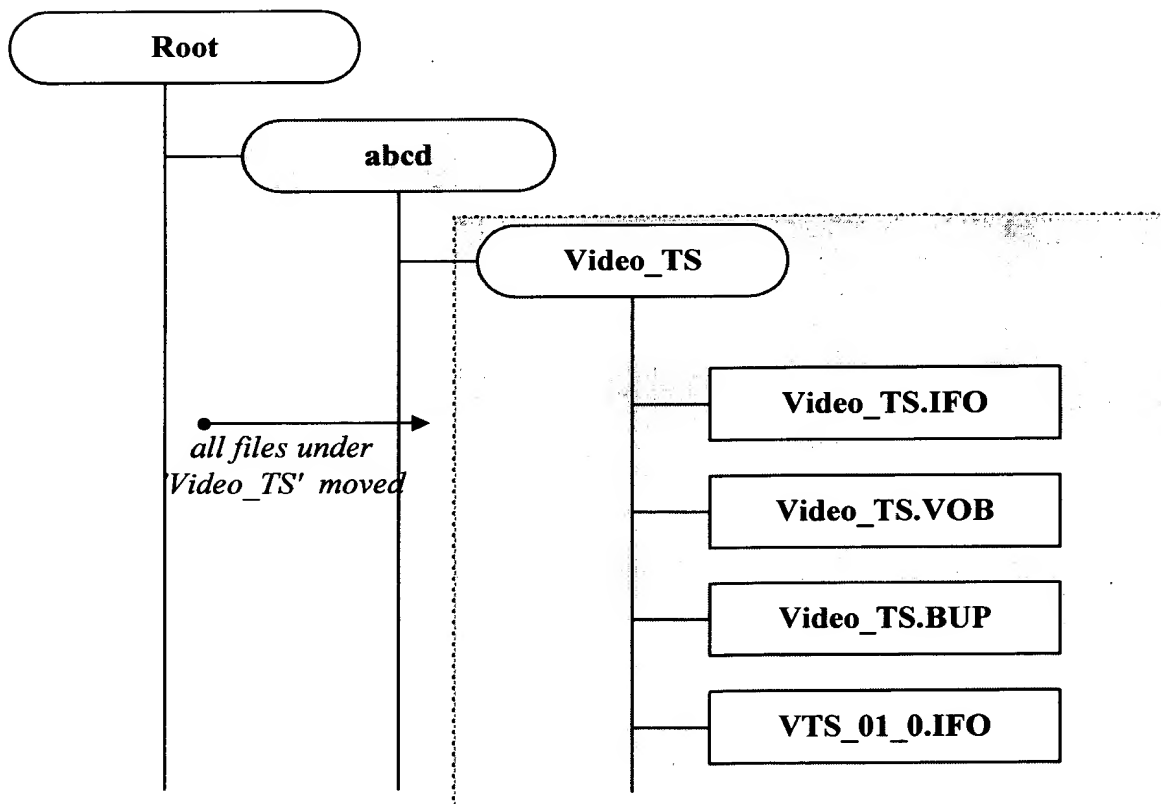 Root
abcd
Video_TS
Video_TS.IFO
all files under
'Video_TS' moved
Video_TS.VOB
Video_TS.BUP
VTS_01_0.IFO